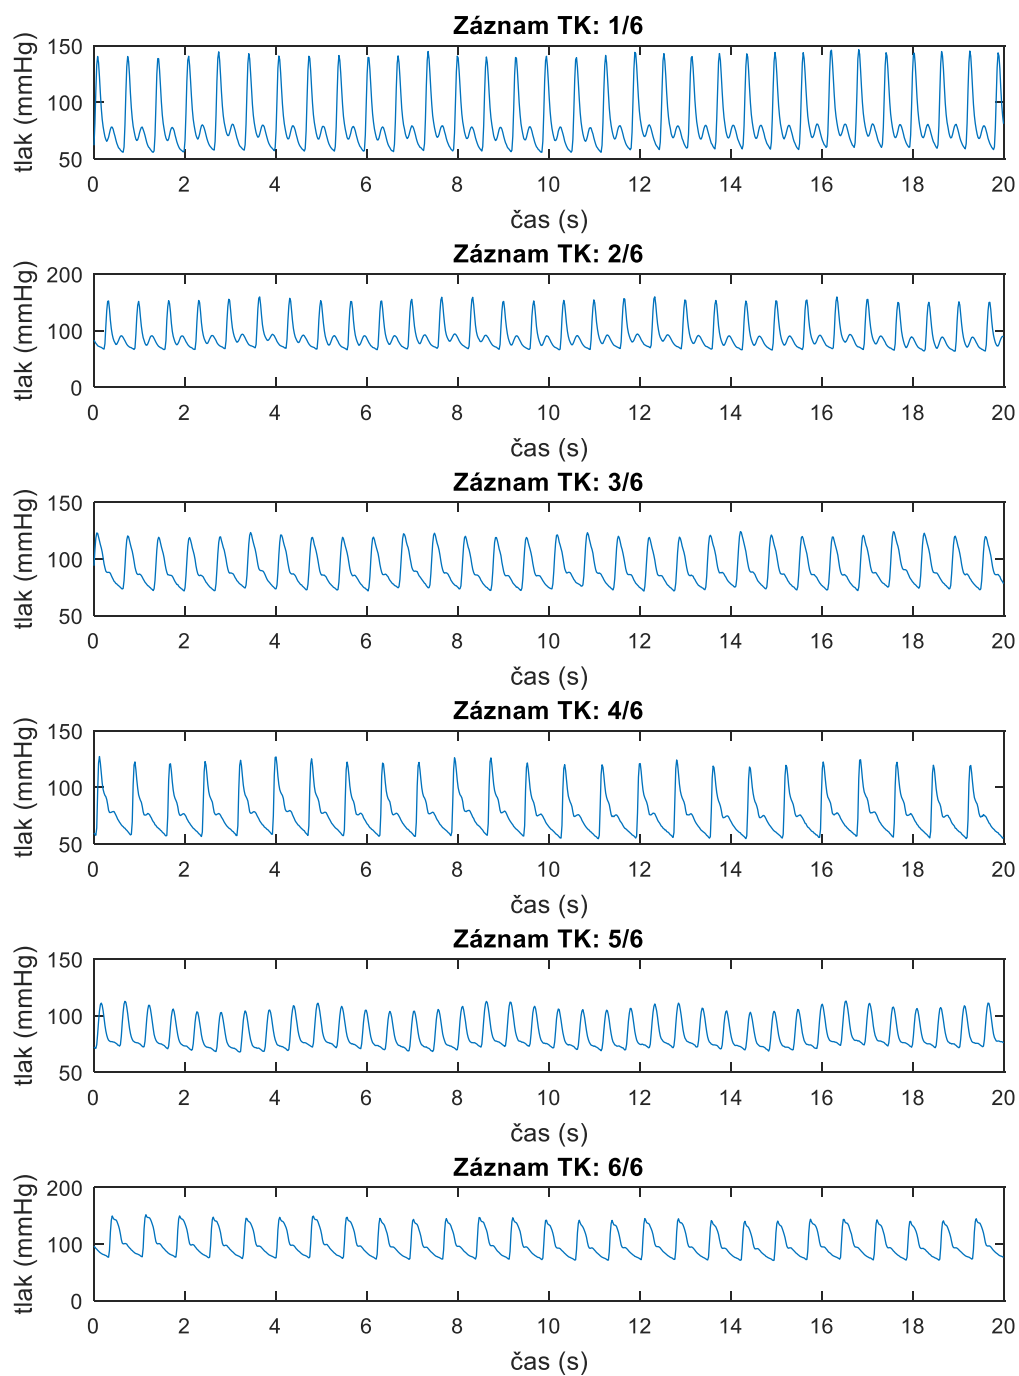 Záznam TK: 1/6
tlak (mmHg)
150
100
50
0 2 4 6 8 10 12 14 16 18 20
čas (s)
Záznam TK: 2/6
tlak (mmHg)
200
100
0
0 2 4 6 8 10 12 14 16 18 20
čas (s)
Záznam TK: 3/6
tlak (mmHg)
150
100
50
0 2 4 6 8 10 12 14 16 18 20
čas (s)
Záznam TK: 4/6
tlak (mmHg)
150
100
50
0 2 4 6 8 10 12 14 16 18 20
čas (s)
Záznam TK: 5/6
tlak (mmHg)
150
100
50
0 2 4 6 8 10 12 14 16 18 20
čas (s)
Záznam TK: 6/6
tlak (mmHg)
200
100
0
0 2 4 6 8 10 12 14 16 18 20
čas (s)